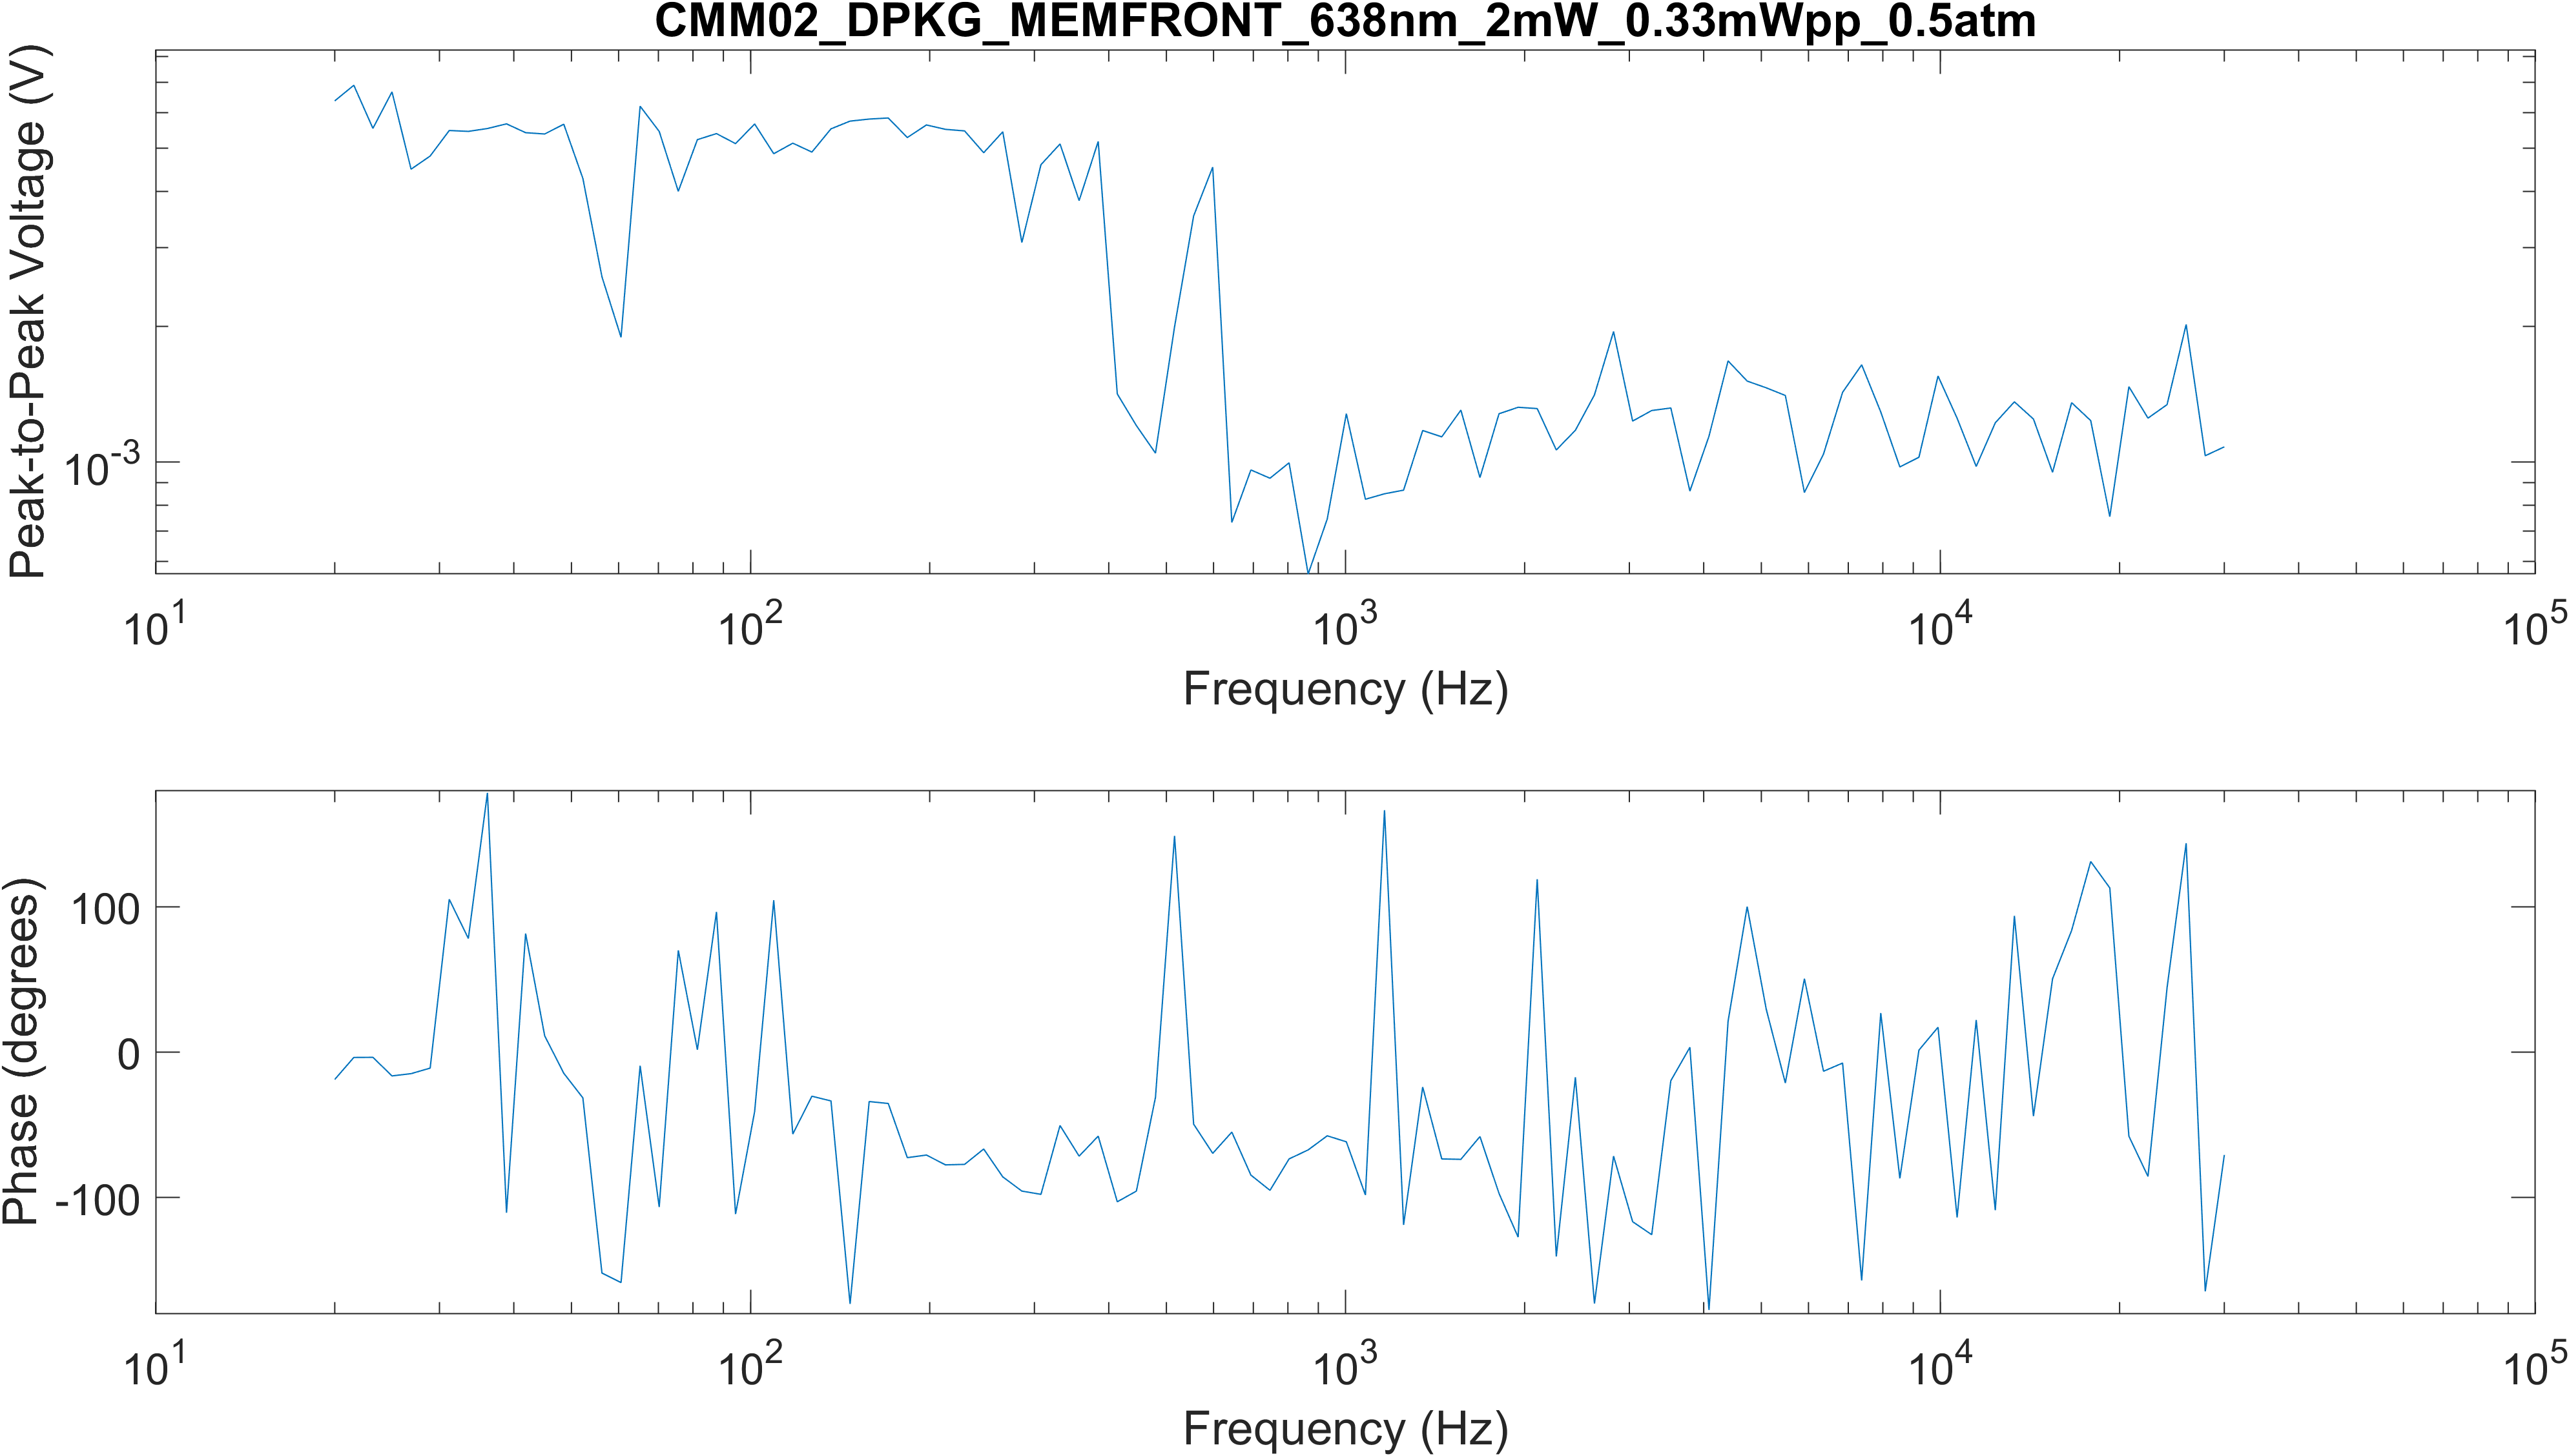 CMM02_DPKG_MEMFRONT_638nm_2mW_0.33mWpp_0.5atm
Peak-to-Peak Voltage (V)
10-3
101 102 103 104 105
Frequency (Hz)
Phase (degrees)
100
0
-100
101 102 103 104 105
Frequency (Hz)